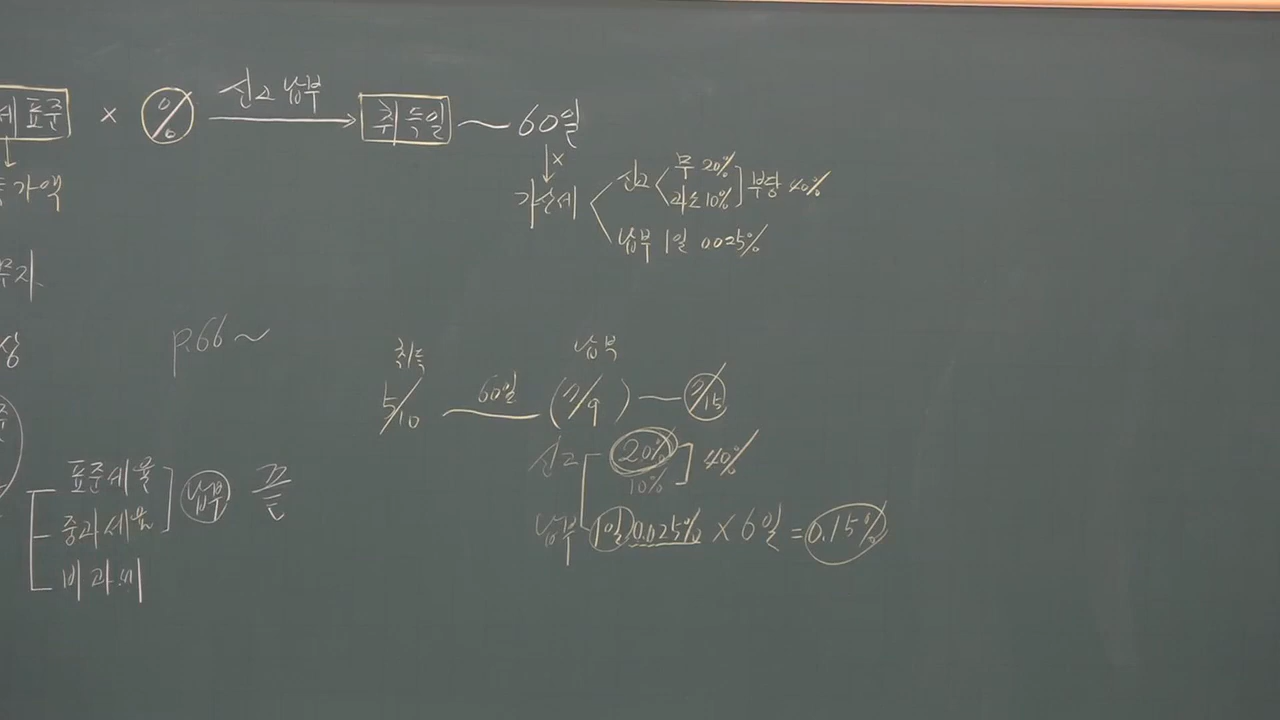 세표준 × % 신고납부 취득일 ~ 60일
가액
× 
가산세 신고 무 20% 과소 10% 부당 40%
납부 1일 0.025%
p.66~
취득 납부
5/10 60일 (7/9) — 7/15
신고 20% 10% 40%
납부 1일 0.025% × 6일 = 0.15%
표준세율
중과세율 납부 끝
비과세